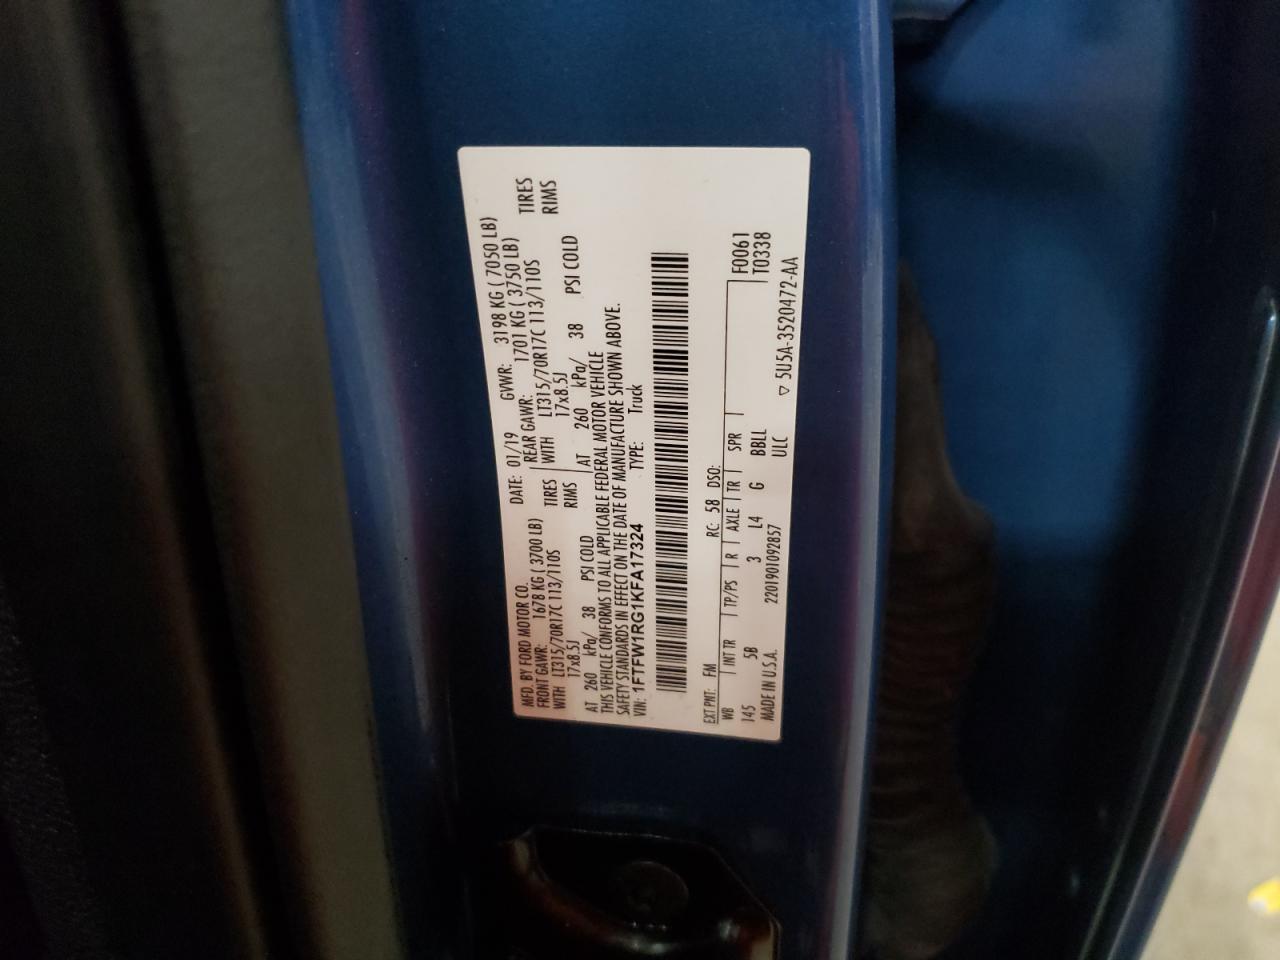 MFD. BY FORD MOTOR CO. DATE: 01/19 GVWR: 3198 KG ( 7050 LB)
FRONT GAWR: 1678 KG ( 3700 LB) REAR GAWR: 1701 KG ( 3750 LB)
WITH LT315/70R17C 113/110S TIRES WITH LT315/70R17C 113/110S TIRES
17x8.5J RIMS 17x8.5J RIMS
AT 260 kPa/ 38 PSI COLD AT 260 kPa/ 38 PSI COLD
THIS VEHICLE CONFORMS TO ALL APPLICABLE FEDERAL MOTOR VEHICLE
SAFETY STANDARDS IN EFFECT ON THE DATE OF MANUFACTURE SHOWN ABOVE.
VIN: 1FTFW1RG1KFA17324 TYPE: Truck
EXT PNT: FM RC: 58 DSO:
WB INT TR TP/PS R AXLE TR SPR F0061
145 5B 3 L4 G BBLL T0338
MADE IN U.S.A. 2201901092857 ULC ▽ 5U5A-3520472-AA